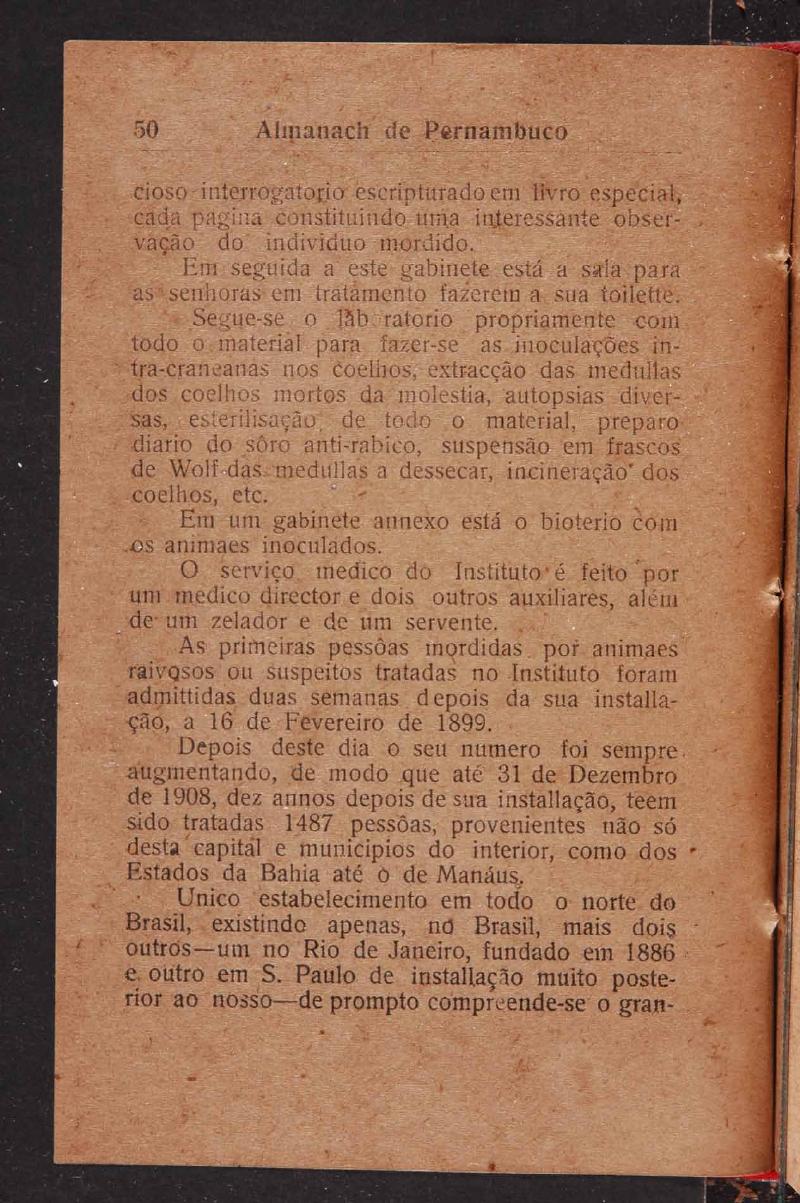 50 Almanach de Pernambuco
cioso interrogatorio escripturado em livro especial,
cada pagina constituindo uma interessante obser-
vação do individuo mordido.
Em seguida a este gabinete está a sala para
as senhoras em tratamento fazerem a sua toilette.
Segue-se o lab ratorio propriamente com
todo o material para fazer-se as inoculações in-
tra-craneanas nos coelhos, extracção das medullas
dos coelhos mortos da molestia, autopsias diver-
sas, esterilisação, de todo o material, preparo
diario do sôro anti-rabico, suspensão em frascos
de Wolf das medullas a dessecar, incineração dos
coelhos, etc.
Em um gabinete annexo está o bioterio com
os animaes inoculados.
O serviço medico do Instituto é feito por
um medico director e dois outros auxiliares, além
de um zelador e de um servente.
As primeiras pessôas mordidas por animaes
raivosos ou suspeitos tratadas no Instituto foram
admittidas duas semanas depois da sua installa-
ção, a 16 de Fevereiro de 1899.
Depois deste dia o seu numero foi sempre
augmentando, de modo que até 31 de Dezembro
de 1908, dez annos depois de sua installação, teem
sido tratadas 1487 pessôas, provenientes não só
desta capital e municipios do interior, como dos
Estados da Bahia até o de Manáus.
Unico estabelecimento em todo o norte do
Brasil, existindo apenas, no Brasil, mais dois
outros—um no Rio de Janeiro, fundado em 1886
e outro em S. Paulo de installação muito poste-
rior ao nosso—de prompto compreende-se o gran-